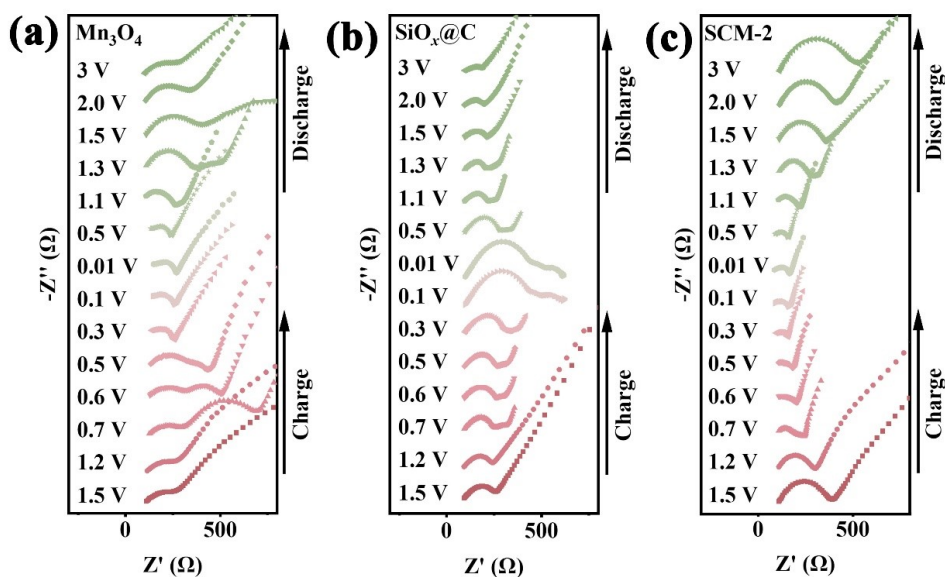 (a)
Mn₃O₄
3 V
2.0 V
1.5 V
1.3 V
1.1 V
0.5 V
0.01 V
0.1 V
0.3 V
0.5 V
0.6 V
0.7 V
1.2 V
1.5 V
-Z'' (Ω)
0 500
Z' (Ω)
Discharge
Charge
(b)
SiOₓ@C
3 V
2.0 V
1.5 V
1.3 V
1.1 V
0.5 V
0.01 V
0.1 V
0.3 V
0.5 V
0.6 V
0.7 V
1.2 V
1.5 V
-Z'' (Ω)
0 500
Z' (Ω)
Discharge
Charge
(c)
SCM-2
3 V
2.0 V
1.5 V
1.3 V
1.1 V
0.5 V
0.01 V
0.1 V
0.3 V
0.5 V
0.6 V
0.7 V
1.2 V
1.5 V
-Z'' (Ω)
0 500
Z' (Ω)
Discharge
Charge